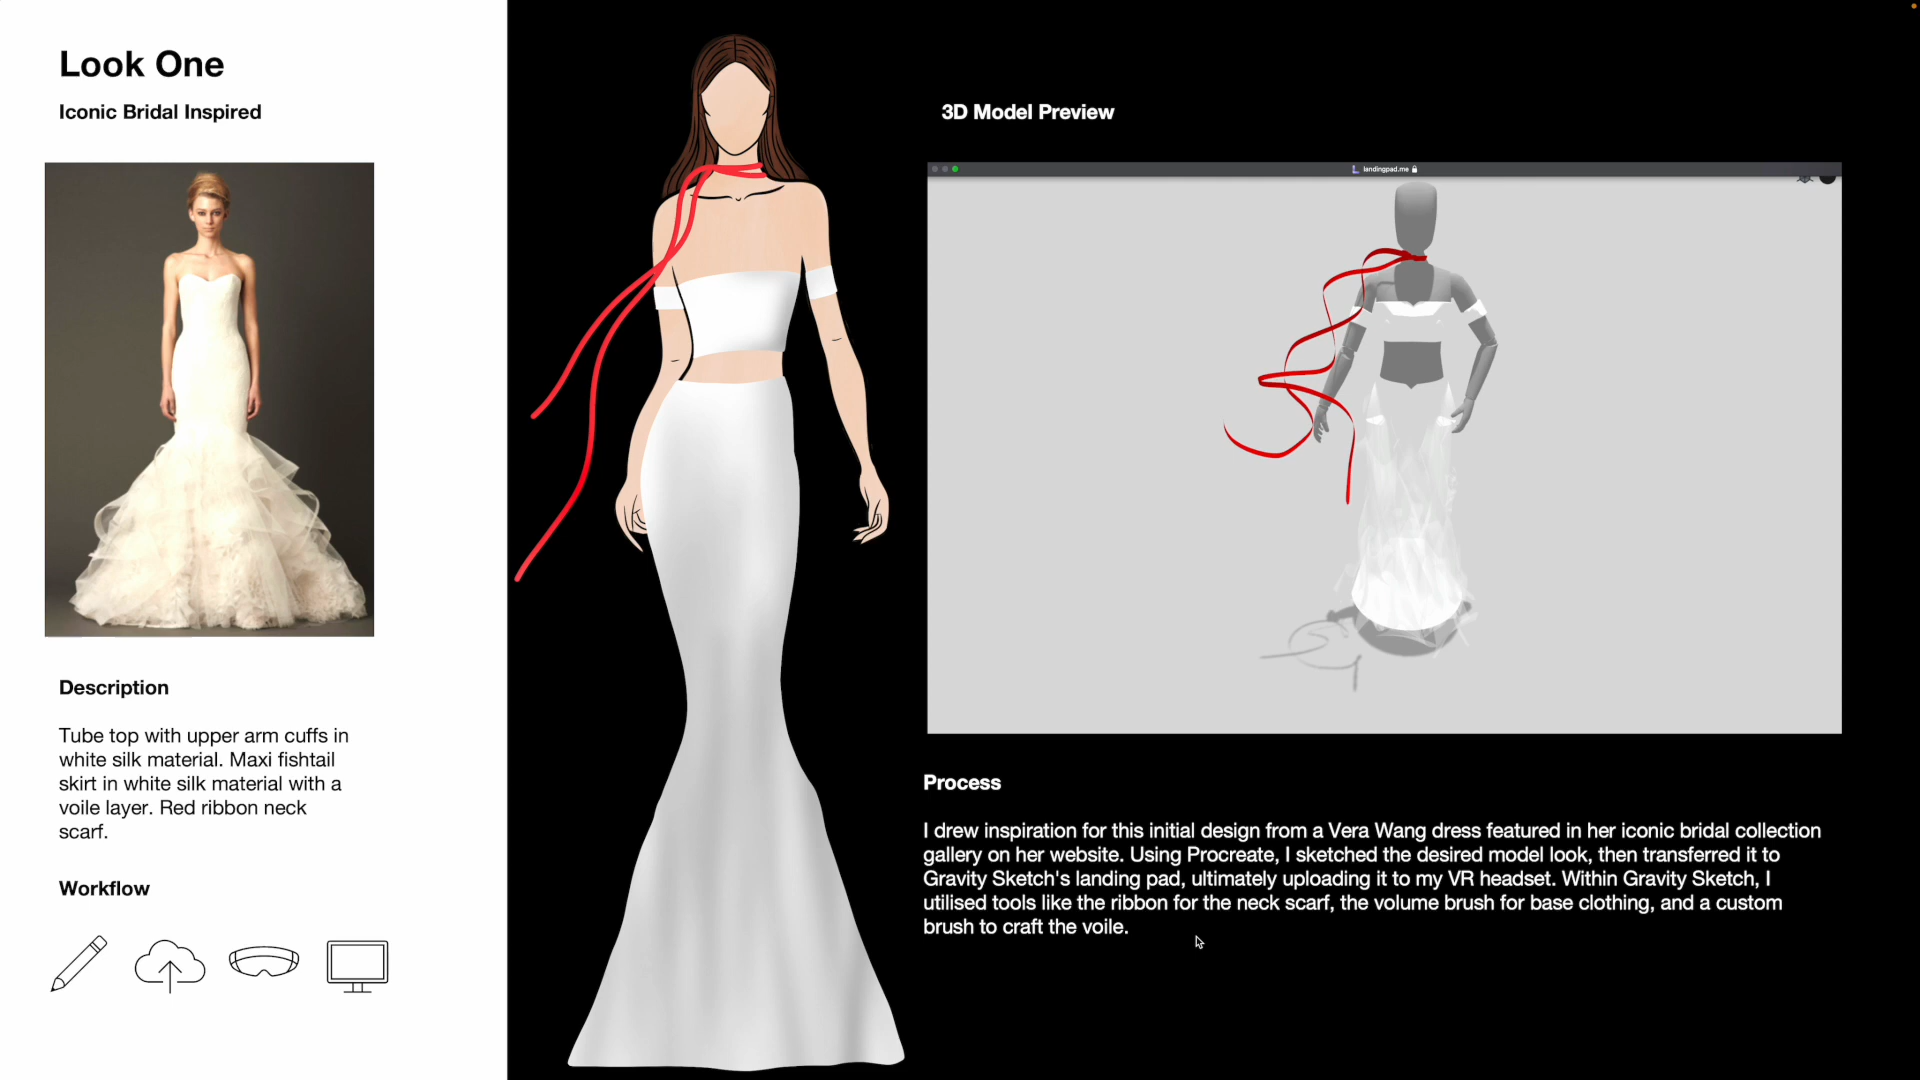 Look One
Iconic Bridal Inspired
Description
Tube top with upper arm cuffs in
white silk material. Maxi fishtail
skirt in white silk material with a
voile layer. Red ribbon neck
scarf.
Workflow
3D Model Preview
landingpad.me
Process
I drew inspiration for this initial design from a Vera Wang dress featured in her iconic bridal collection
gallery on her website. Using Procreate, I sketched the desired model look, then transferred it to
Gravity Sketch's landing pad, ultimately uploading it to my VR headset. Within Gravity Sketch, I
utilised tools like the ribbon for the neck scarf, the volume brush for base clothing, and a custom
brush to craft the voile.